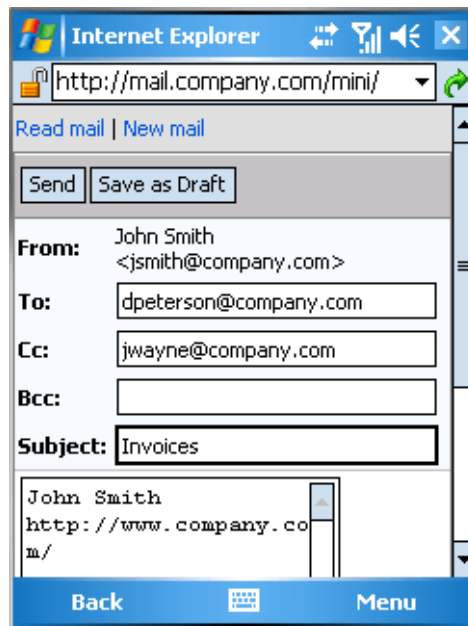 Internet Explorer
http://mail.company.com/mini/
Read mail | New mail
Send Save as Draft
From: John Smith
<jsmith@company.com>
To: dpeterson@company.com
Cc: jwayne@company.com
Bcc:
Subject: Invoices
John Smith
http://www.company.co
m/
Back Menu